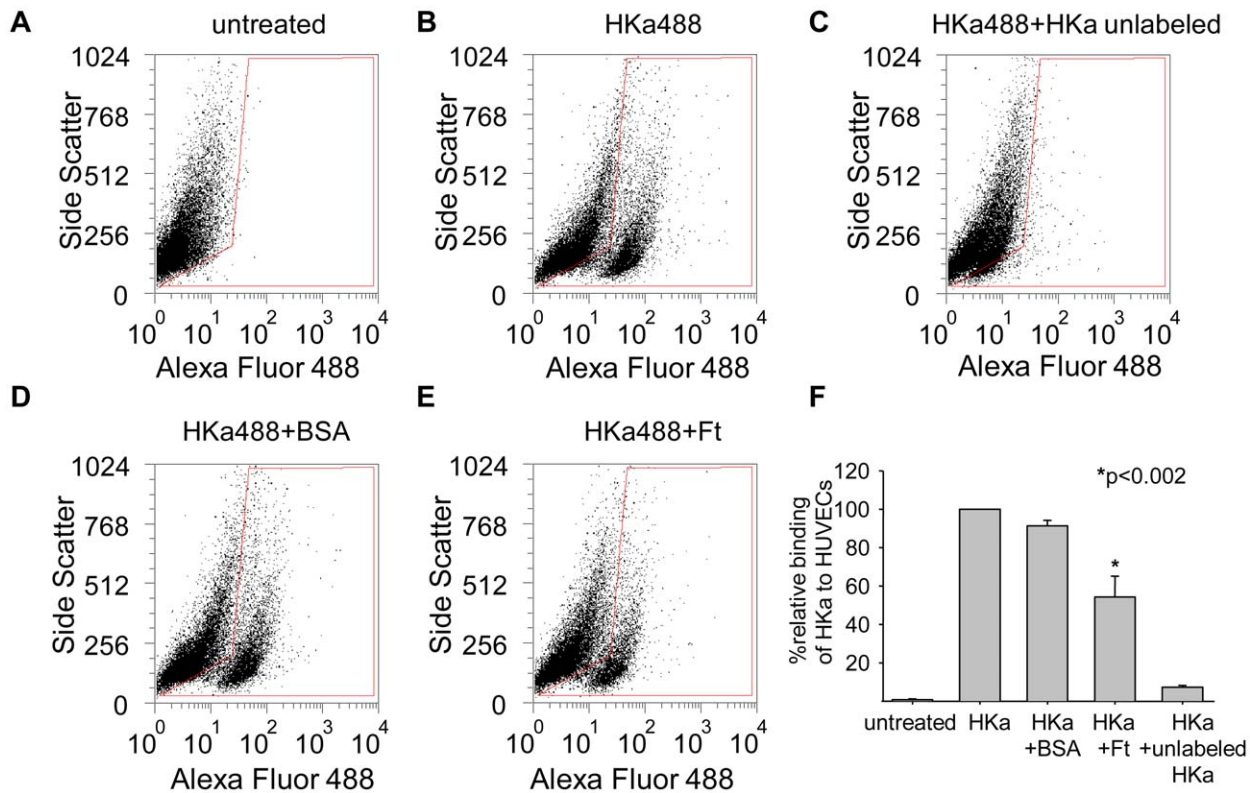 A
untreated
1024
768
512
256
0
Side Scatter
10^0 10^1 10^2 10^3 10^4
Alexa Fluor 488
B
HKa488
1024
768
512
256
0
Side Scatter
10^0 10^1 10^2 10^3 10^4
Alexa Fluor 488
C
HKa488+HKa unlabeled
1024
768
512
256
0
Side Scatter
10^0 10^1 10^2 10^3 10^4
Alexa Fluor 488
D
HKa488+BSA
1024
768
512
256
0
Side Scatter
10^0 10^1 10^2 10^3 10^4
Alexa Fluor 488
E
HKa488+Ft
1024
768
512
256
0
Side Scatter
10^0 10^1 10^2 10^3 10^4
Alexa Fluor 488
F
%relative binding
of HKa to HUVECs
120
100
80
60
40
20
*p<0.002
*
untreated HKa HKa HKa HKa
+BSA +Ft +unlabeled
HKa